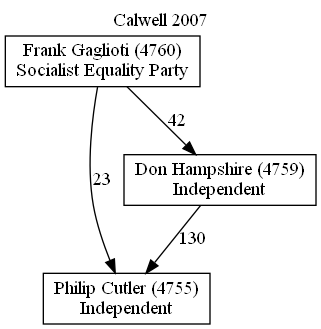 Calwell 2007
Frank Gaglioti (4760)
Socialist Equality Party
42
Don Hampshire (4759)
Independent
23
130
Philip Cutler (4755)
Independent